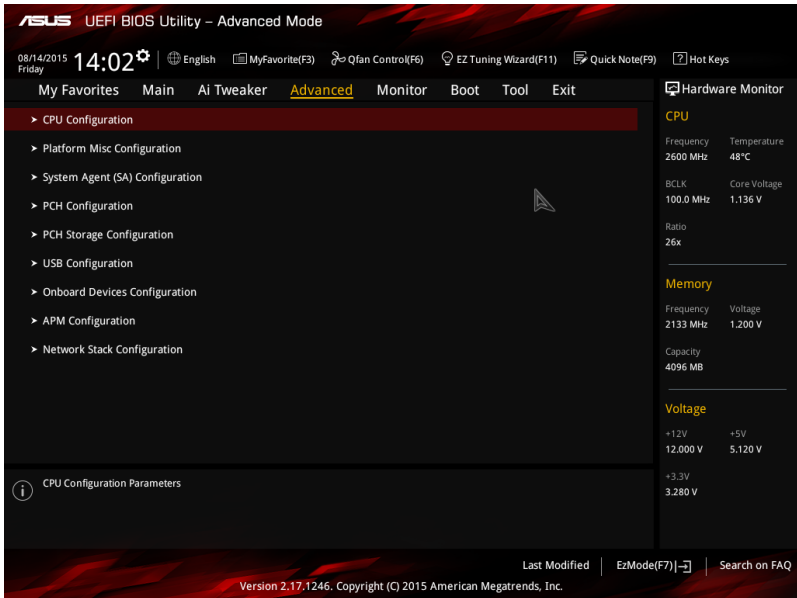 ASUS UEFI BIOS Utility – Advanced Mode
08/14/2015
Friday
14:02
English
MyFavorite(F3)
Qfan Control(F6)
EZ Tuning Wizard(F11)
Quick Note(F9)
? Hot Keys
My Favorites Main Ai Tweaker Advanced Monitor Boot Tool Exit
➤ CPU Configuration
➤ Platform Misc Configuration
➤ System Agent (SA) Configuration
➤ PCH Configuration
➤ PCH Storage Configuration
➤ USB Configuration
➤ Onboard Devices Configuration
➤ APM Configuration
➤ Network Stack Configuration
i CPU Configuration Parameters
Hardware Monitor
CPU
Frequency Temperature
2600 MHz 48°C
BCLK Core Voltage
100.0 MHz 1.136 V
Ratio
26x
Memory
Frequency Voltage
2133 MHz 1.200 V
Capacity
4096 MB
Voltage
+12V +5V
12.000 V 5.120 V
+3.3V
3.280 V
Last Modified EzMode(F7) Search on FAQ
Version 2.17.1246. Copyright (C) 2015 American Megatrends, Inc.